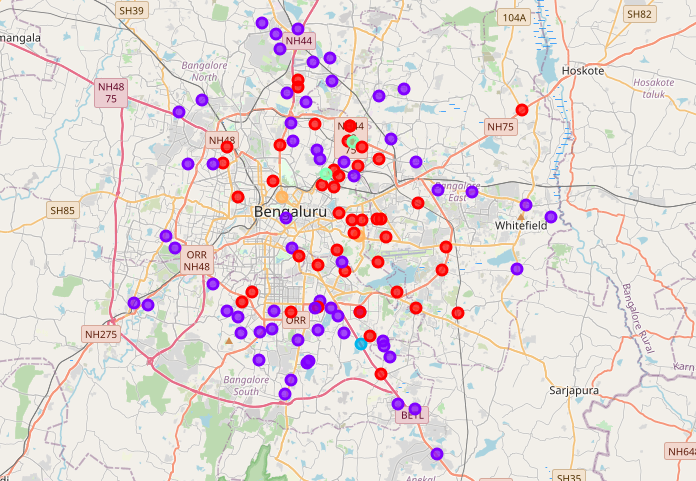 SH39
104A
SH82
mangala
NH44
Bangalore
North
Hoskote
NH48
75
Hosakote
taluk
NH75
NH48
75
Bangalore
East
SH85
Bengaluru
Whitefield
ORR
NH48
NH275
ORR
Bangalore Rural
Karn
Bangalore
South
Sarjapura
BETL
NH648
Anekal
SH35